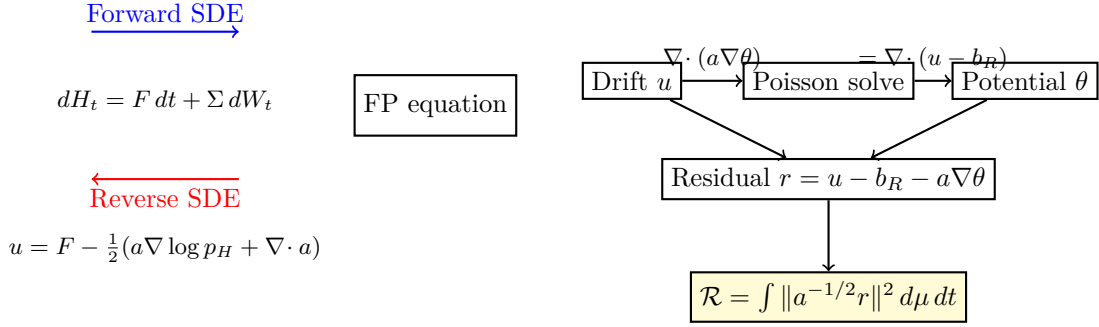 Forward SDE
dH_t = F dt + Σ dW_t
Reverse SDE
u = F − ½(a∇ log p_H + ∇· a)
FP equation
∇· (a∇θ)
= ∇· (u − b_R)
Drift u
Poisson solve
Potential θ
Residual r = u − b_R − a∇θ
ℛ = ∫ ‖a^{−1/2}r‖² dμ dt